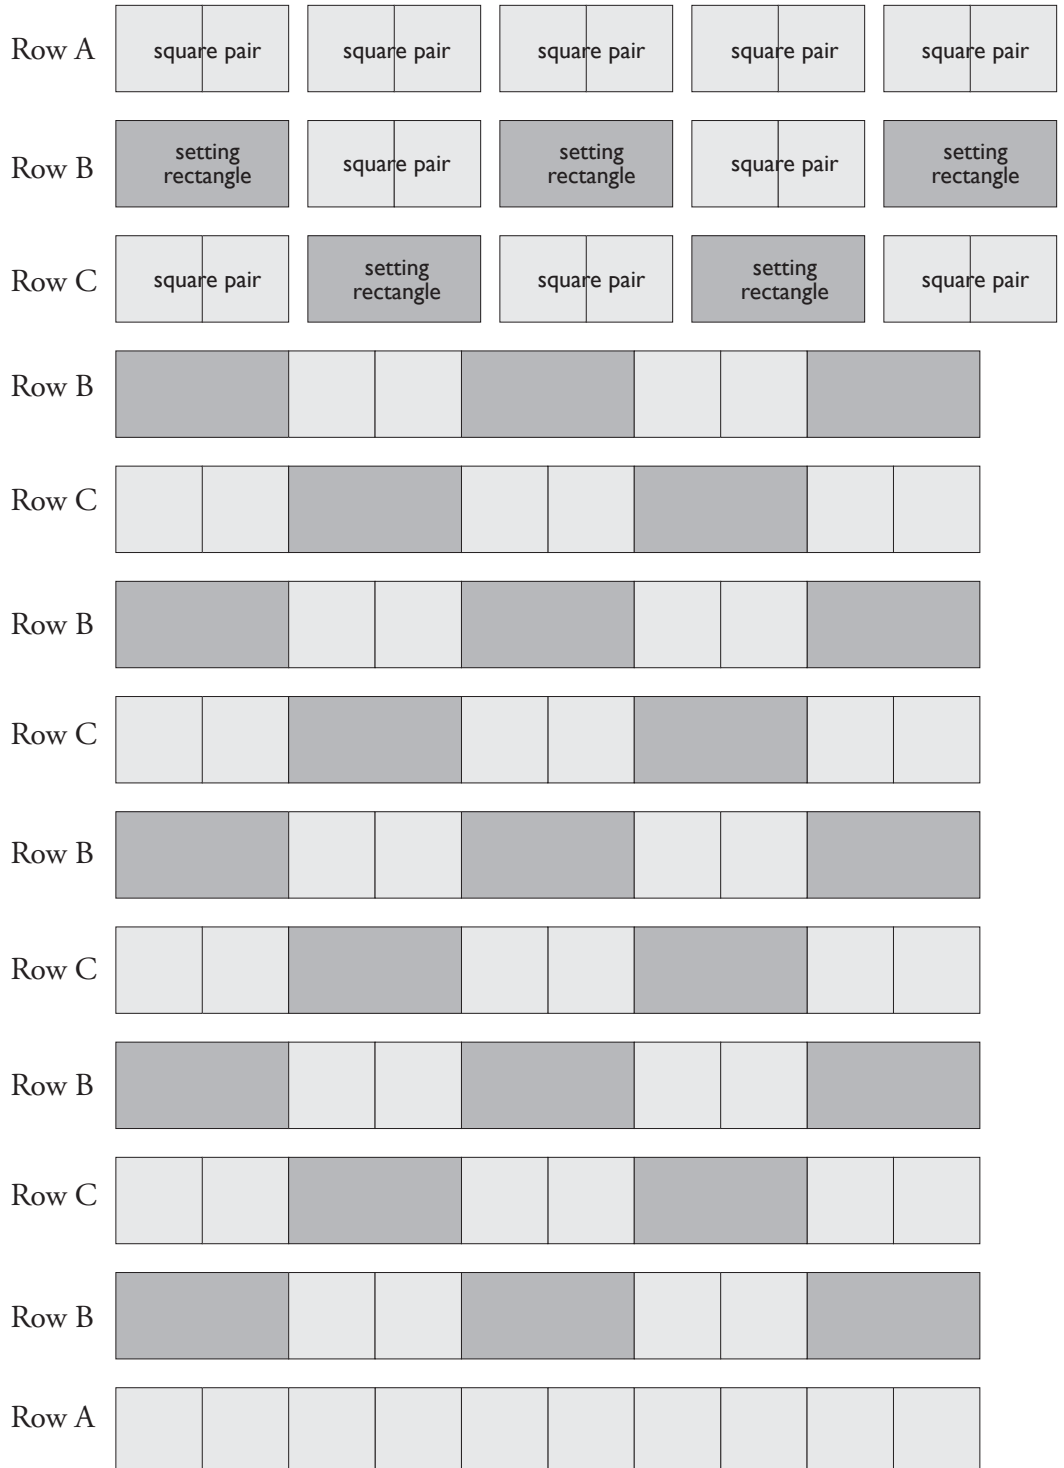 Row A square pair square pair square pair square pair square pair
Row B setting rectangle square pair setting rectangle square pair setting rectangle
Row C square pair setting rectangle square pair setting rectangle square pair
Row B
Row C
Row B
Row C
Row B
Row C
Row B
Row C
Row B
Row A